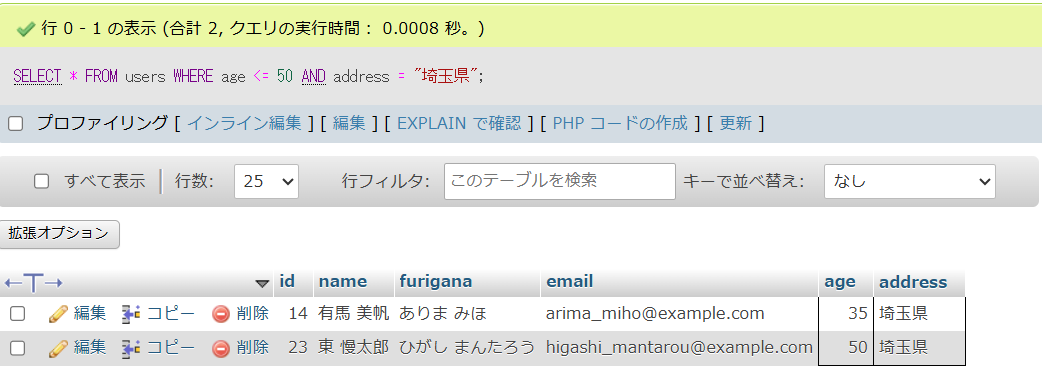 行 0 - 1 の表示 (合計 2, クエリの実行時間： 0.0008 秒。)
SELECT * FROM users WHERE age <= 50 AND address = "埼玉県";
プロファイリング [ インライン編集 ] [ 編集 ] [ EXPLAIN で確認 ] [ PHP コードの作成 ] [ 更新 ]
すべて表示 行数: 25 行フィルタ: このテーブルを検索 キーで並べ替え: なし
拡張オプション
←T→ id name furigana email age address
編集 コピー 削除 14 有馬 美帆 ありま みほ arima_miho@example.com 35 埼玉県
編集 コピー 削除 23 東 慢太郎 ひがし まんたろう higashi_mantarou@example.com 50 埼玉県